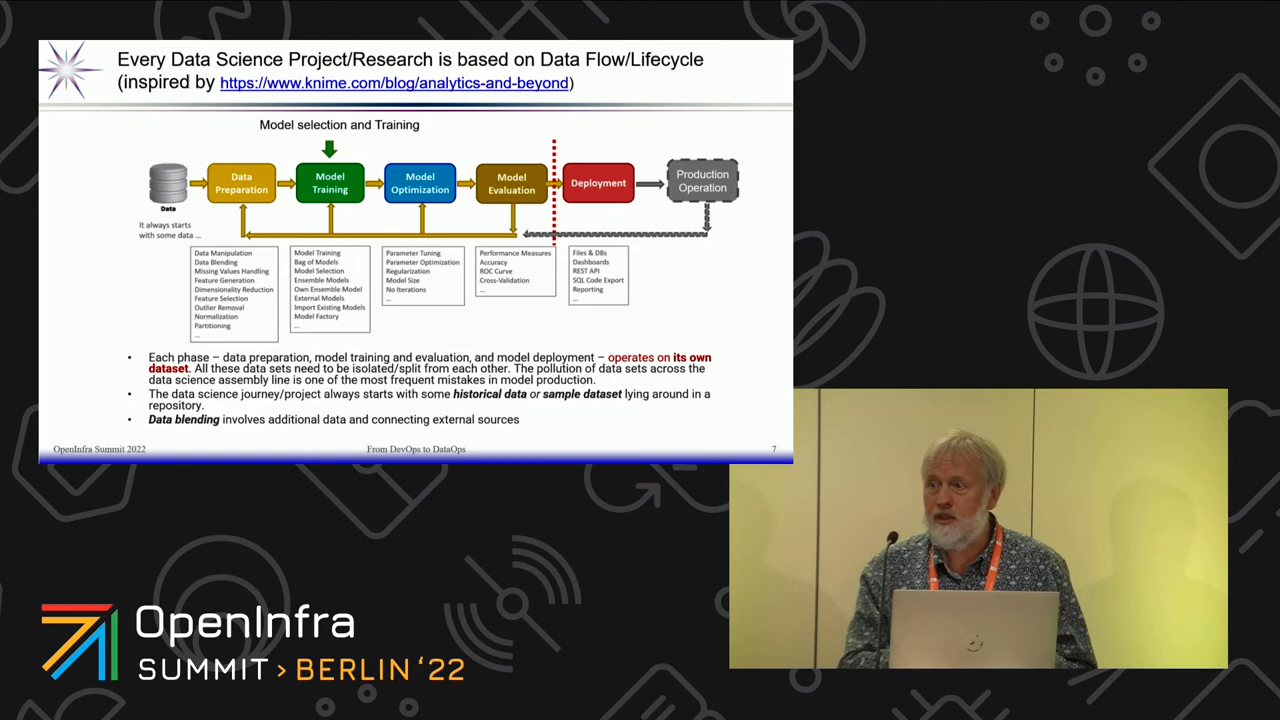 Every Data Science Project/Research is based on Data Flow/Lifecycle
(inspired by https://www.knime.com/blog/analytics-and-beyond)
Model selection and Training
Data
Preparation
Model
Training
Model
Optimization
Model
Evaluation
Deployment
Production
Operation
Data
It always starts
with some data ...
Data Manipulation
Data Blending
Missing Values Handling
Feature Generation
Dimensionality Reduction
Feature Selection
Outlier Removal
Normalization
Partitioning
...
Model Training
Bag of Models
Model Selection
Ensemble Models
Own Ensemble Model
External Models
Import Existing Models
Model Factory
...
Parameter Tuning
Parameter Optimization
Regularization
Model Size
No Iterations
...
Performance Measures
Accuracy
ROC Curve
Cross-Validation
...
Files & DBs
Dashboards
REST API
SQL Code Export
Reporting
...
• Each phase – data preparation, model training and evaluation, and model deployment – operates on its own
dataset. All these data sets need to be isolated/split from each other. The pollution of data sets across the
data science assembly line is one of the most frequent mistakes in model production.
• The data science journey/project always starts with some historical data or sample dataset lying around in a
repository.
• Data blending involves additional data and connecting external sources
OpenInfra Summit 2022
From DevOps to DataOps
7
OpenInfra
SUMMIT > BERLIN ‘22